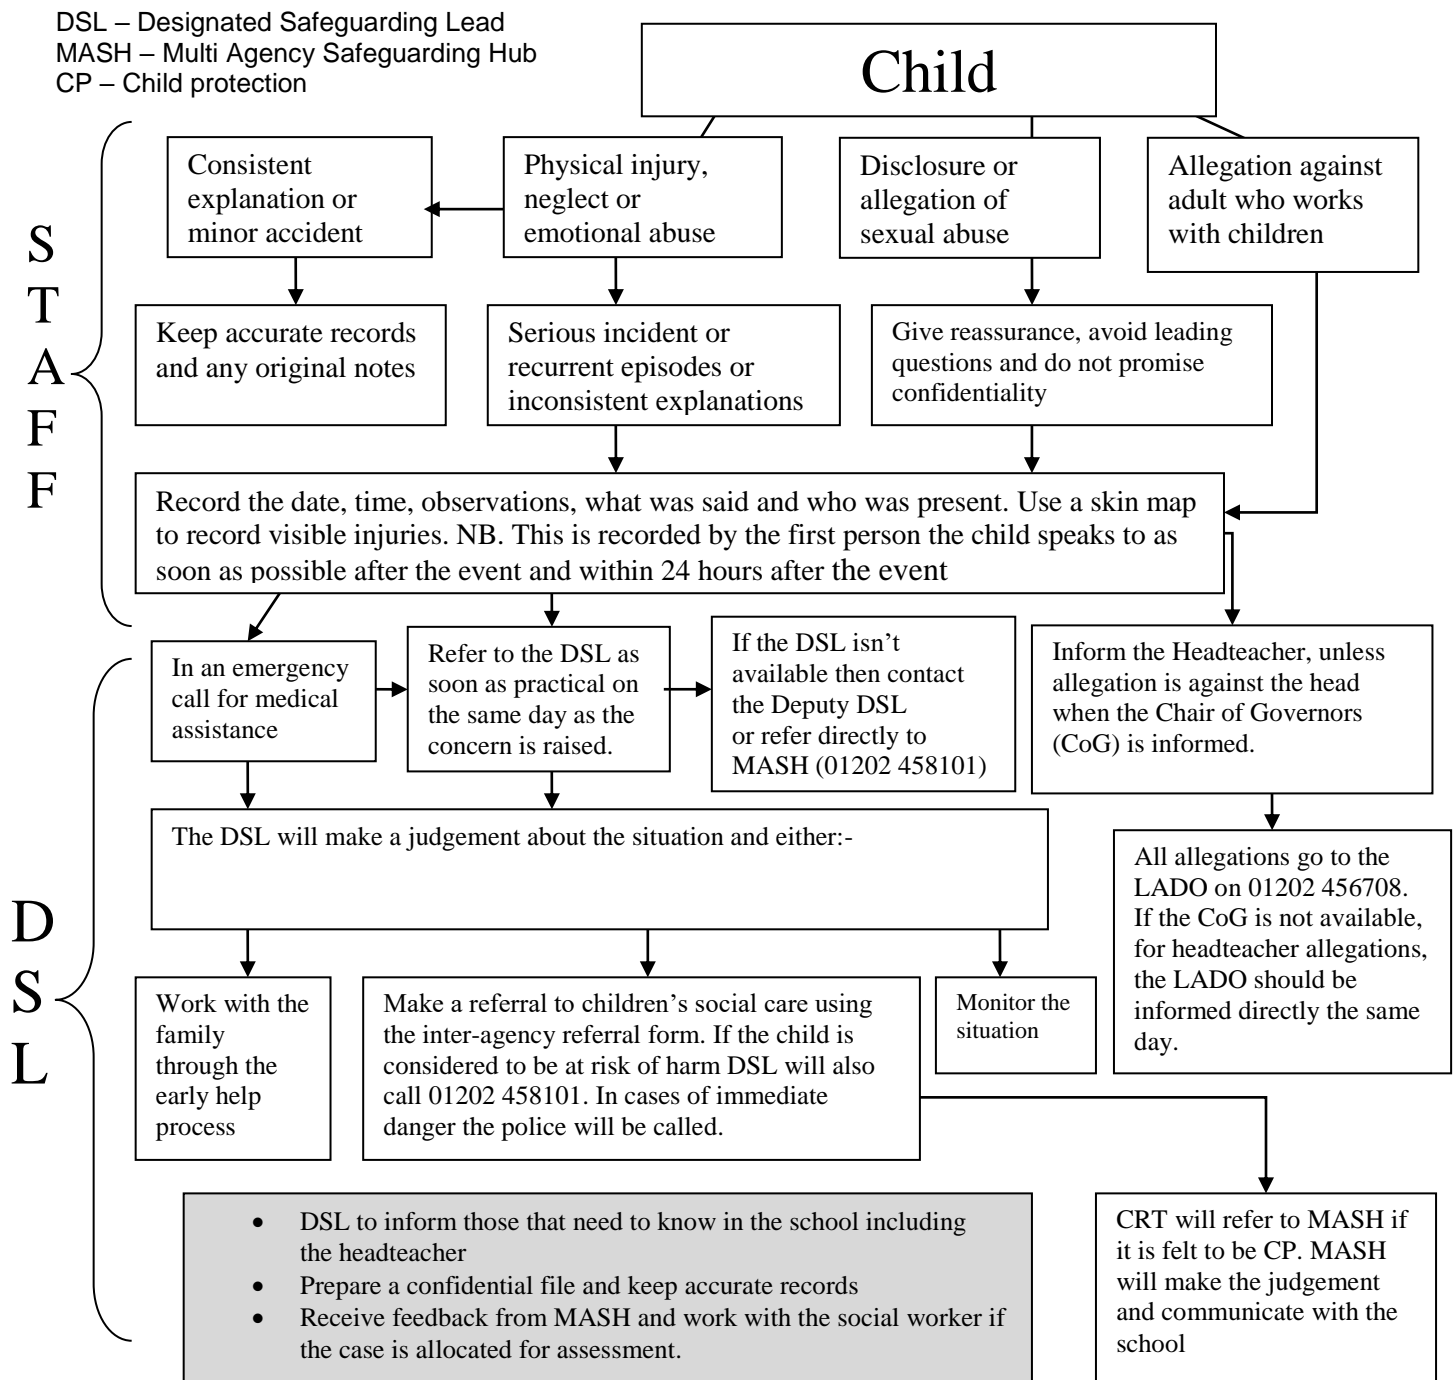 DSL – Designated Safeguarding Lead
MASH – Multi Agency Safeguarding Hub
CP – Child protection
Child
S
T
A
F
F
Consistent
explanation or
minor accident
Physical injury,
neglect or
emotional abuse
Disclosure or
allegation of
sexual abuse
Allegation against
adult who works
with children
Keep accurate records
and any original notes
Serious incident or
recurrent episodes or
inconsistent explanations
Give reassurance, avoid leading
questions and do not promise
confidentiality
Record the date, time, observations, what was said and who was present. Use a skin map
to record visible injuries. NB. This is recorded by the first person the child speaks to as
soon as possible after the event and within 24 hours after the event
D
S
L
In an emergency
call for medical
assistance
Refer to the DSL as
soon as practical on
the same day as the
concern is raised.
If the DSL isn’t
available then contact
the Deputy DSL
or refer directly to
MASH (01202 458101)
Inform the Headteacher, unless
allegation is against the head
when the Chair of Governors
(CoG) is informed.
The DSL will make a judgement about the situation and either:-
All allegations go to the
LADO on 01202 456708.
If the CoG is not available,
for headteacher allegations,
the LADO should be
informed directly the same
day.
Work with the
family
through the
early help
process
Make a referral to children’s social care using
the inter-agency referral form. If the child is
considered to be at risk of harm DSL will also
call 01202 458101. In cases of immediate
danger the police will be called.
Monitor the
situation
• DSL to inform those that need to know in the school including
the headteacher
• Prepare a confidential file and keep accurate records
• Receive feedback from MASH and work with the social worker if
the case is allocated for assessment.
CRT will refer to MASH if
it is felt to be CP. MASH
will make the judgement
and communicate with the
school